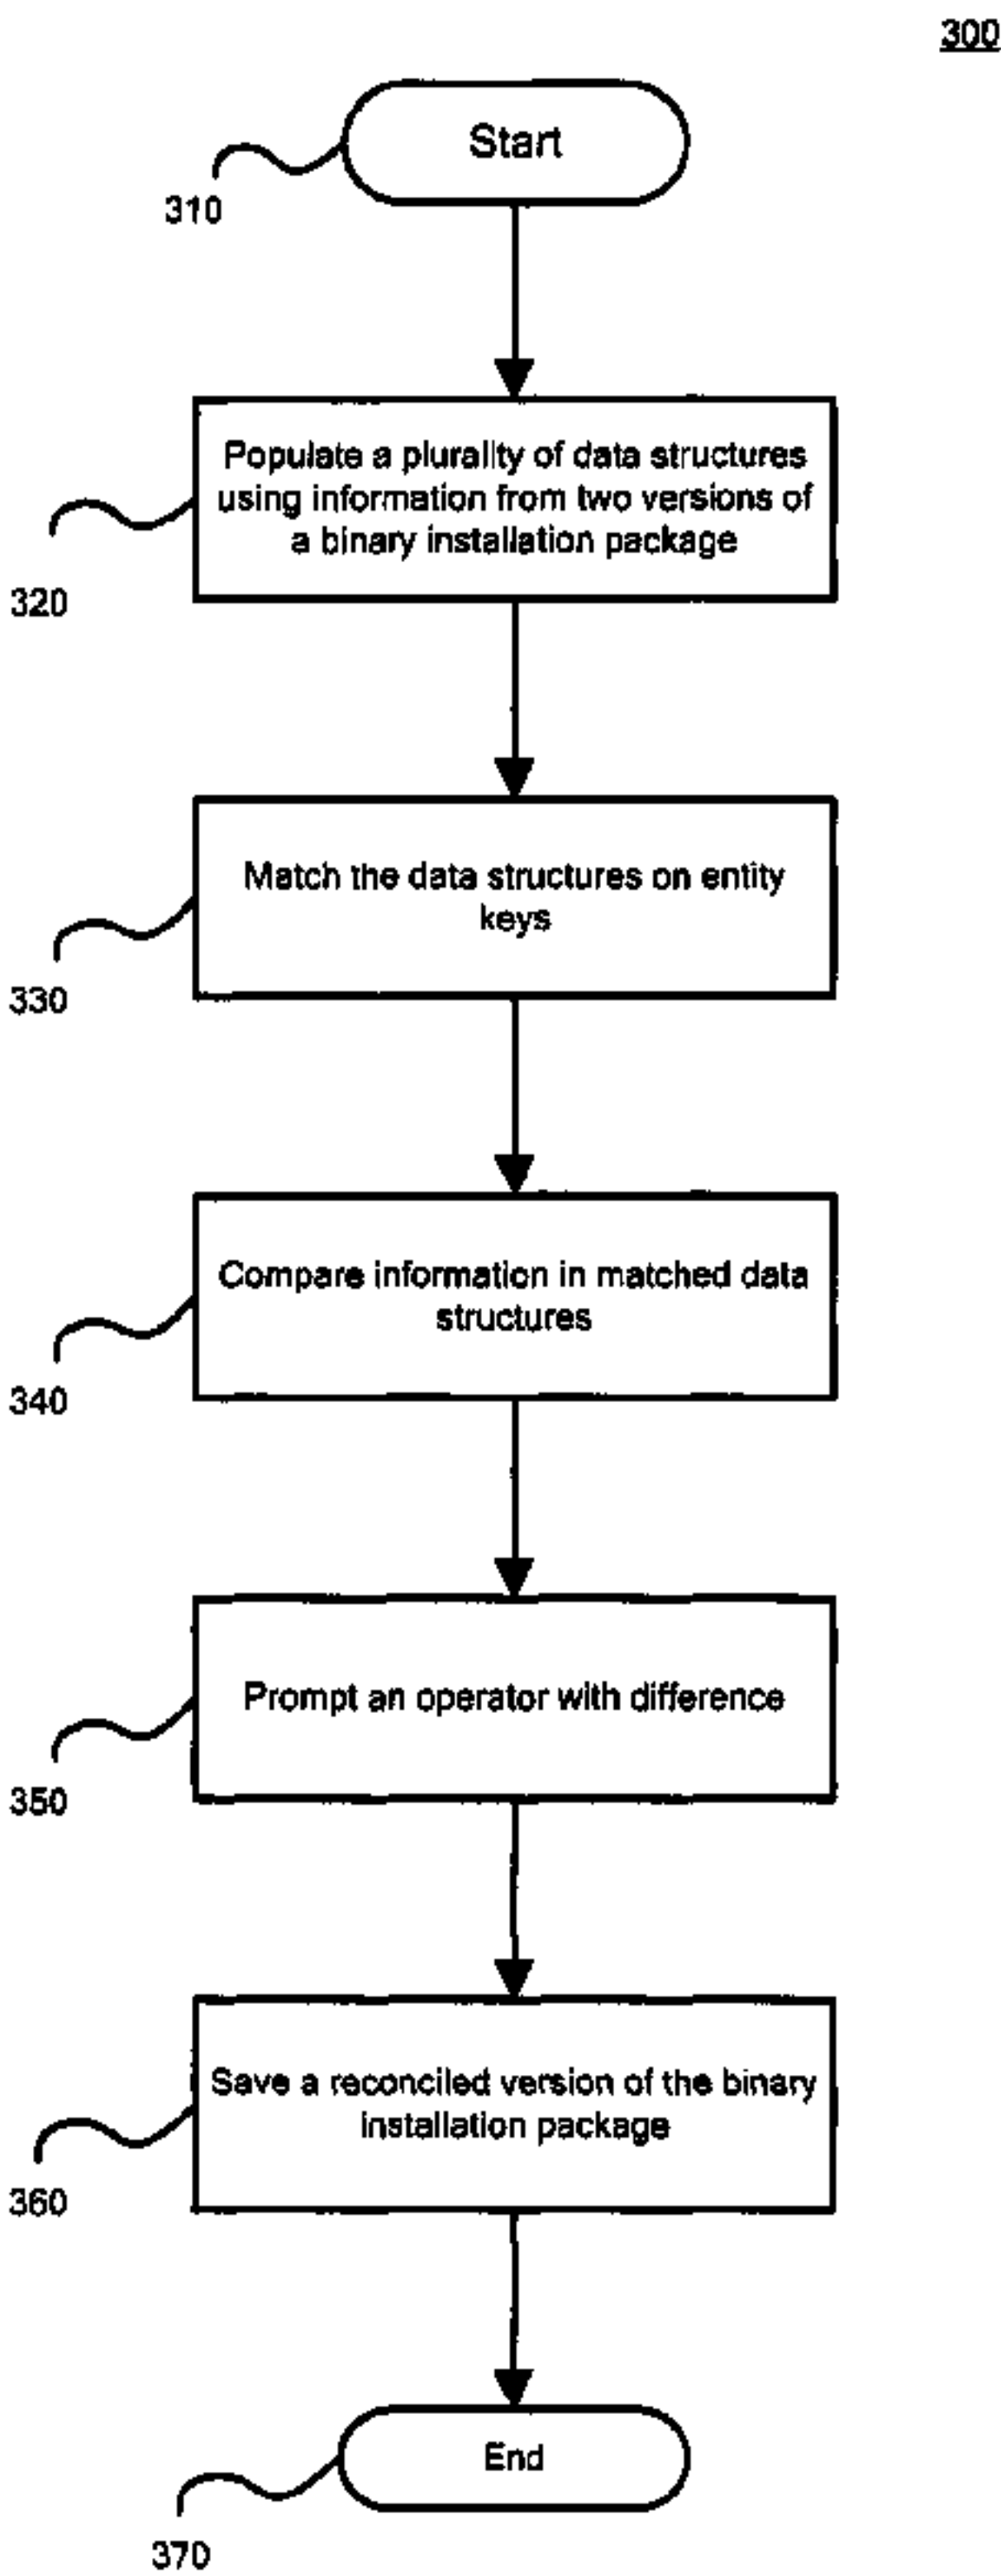 300
Start
310
Populate a plurality of data structures
using information from two versions of
a binary installation package
320
Match the data structures on entity
keys
330
Compare information in matched data
structures
340
Prompt an operator with difference
350
Save a reconciled version of the binary
installation package
360
End
370